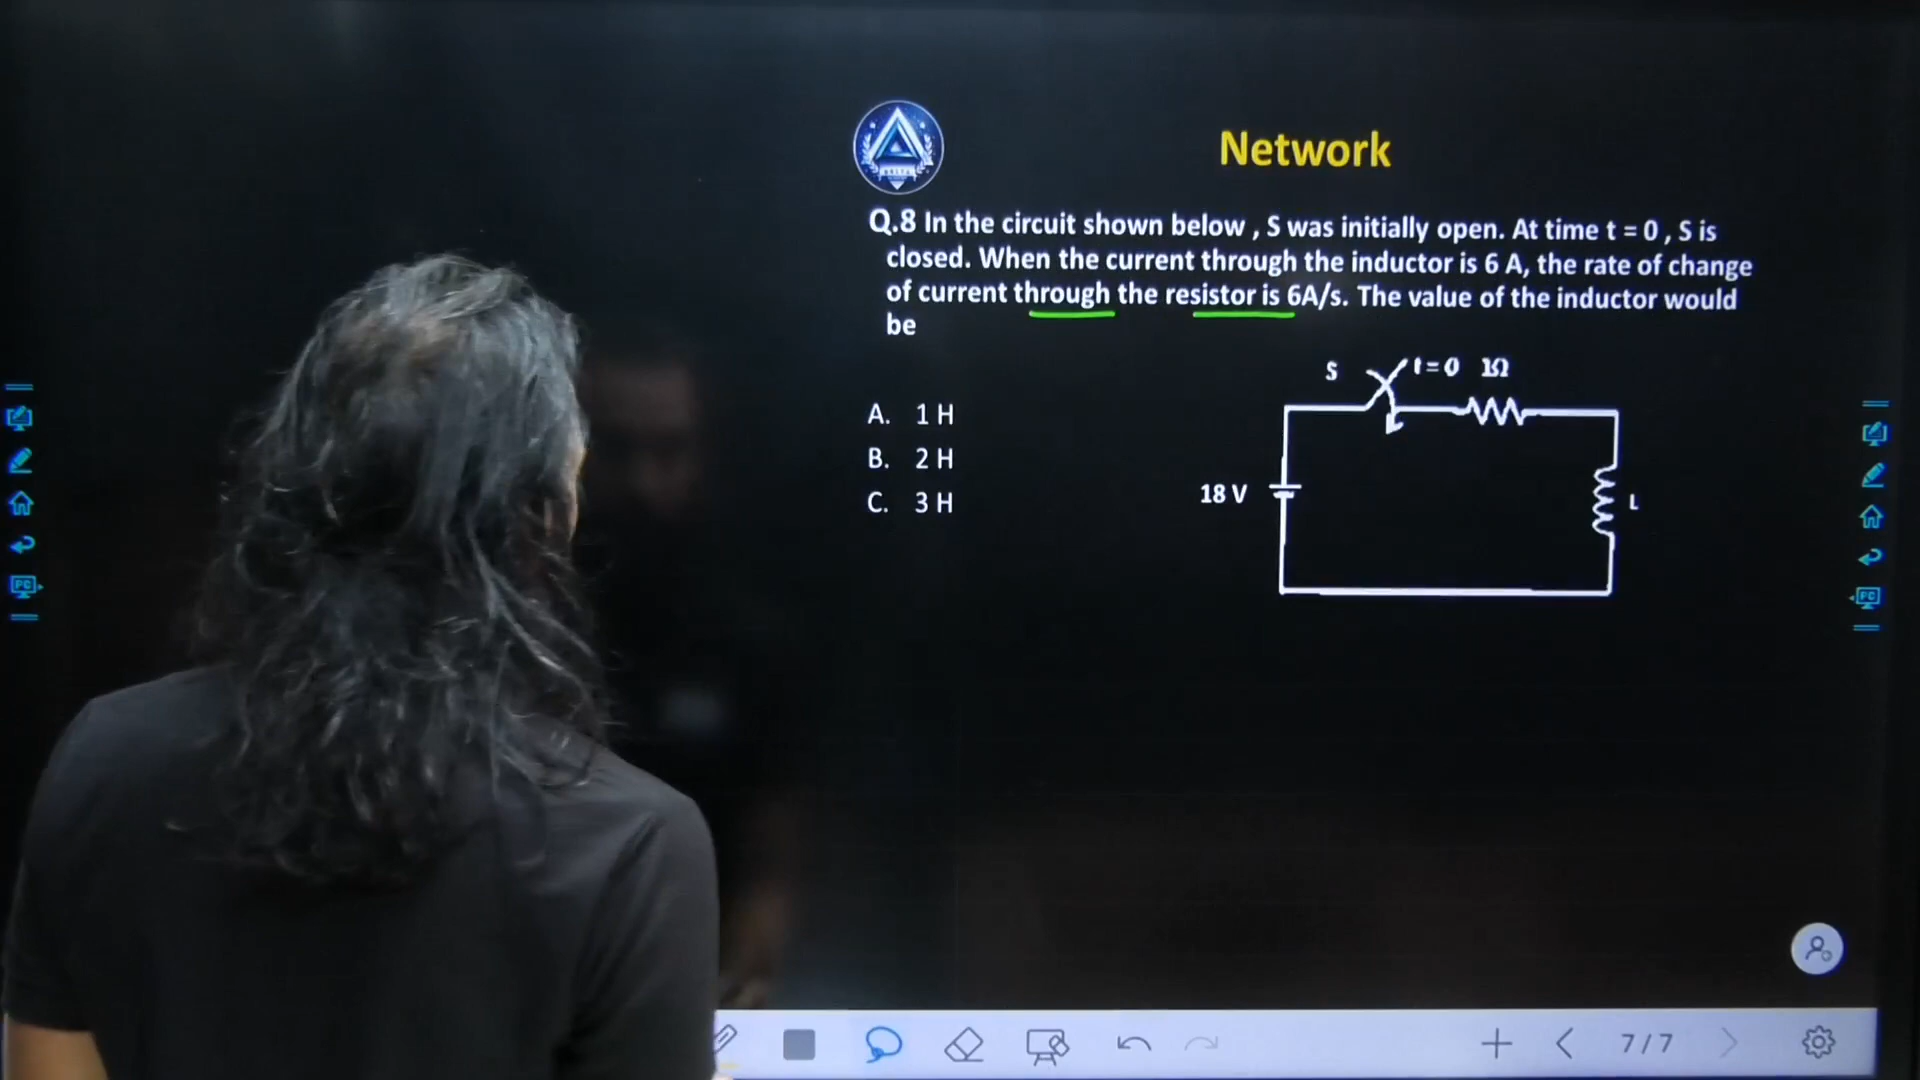 Network
Q.8 In the circuit shown below , S was initially open. At time t = 0 , S is
closed. When the current through the inductor is 6 A, the rate of change
of current through the resistor is 6A/s. The value of the inductor would
be
S t = 0 1Ω
A. 1 H
B. 2 H
18 V
L
C. 3 H
PC
PC
7 / 7